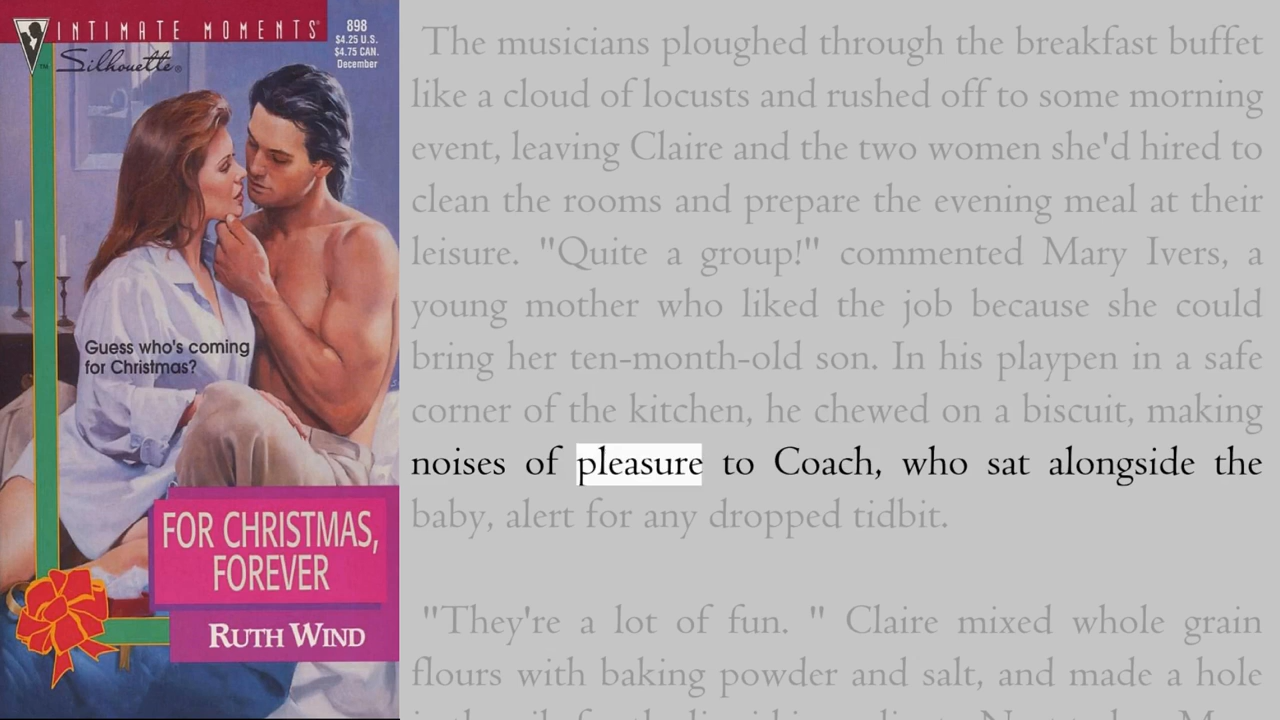 INTIMATE MOMENTS®
898
$4.25 U.S.
$4.75 CAN.
December
TM
Silhouette®
Guess who's coming
for Christmas?
FOR CHRISTMAS,
FOREVER
RUTH WIND
The musicians ploughed through the breakfast buffet
like a cloud of locusts and rushed off to some morning
event, leaving Claire and the two women she'd hired to
clean the rooms and prepare the evening meal at their
leisure. "Quite a group!" commented Mary Ivers, a
young mother who liked the job because she could
bring her ten-month-old son. In his playpen in a safe
corner of the kitchen, he chewed on a biscuit, making
noises of pleasure to Coach, who sat alongside the
baby, alert for any dropped tidbit.
"They're a lot of fun. " Claire mixed whole grain
flours with baking powder and salt, and made a hole